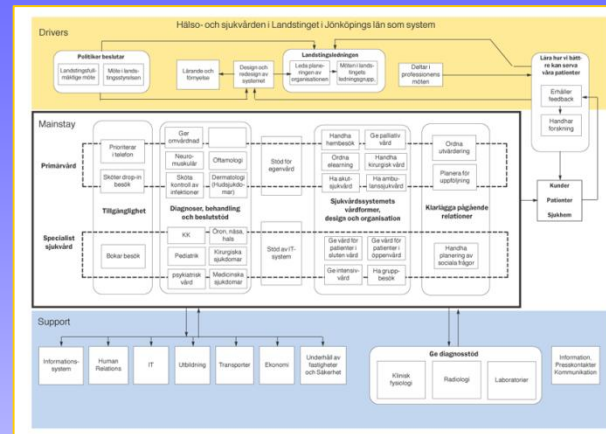 Hälso- och sjukvården i Landstinget i Jönköpings län som system
Drivers
Politiker beslutar
Landstingsfull-
mäktige möte
Möte i lands-
tingsstyrelsen
Lärande och
förnyelse
Design och
redesign av
systemet
Landstingsledningen
Leda plane-
ringen av
organisationen
Möten i land-
stingets
ledningsgrupp.
Deltar i
professionens
möten
Lära hur vi bätt-
re kan serva
våra patienter
Erhåller
feedback
Handhar
forskning
Mainstay
Primärvård
Specialist
sjukvård
Prioriterar
i telefon
Sköter drop-in
besök
Tillgänglighet
Bokar besök
Ger
omvårdnad
Neuro-
muskulär
Oftamologi
Sköta
kontroll av
infektioner
Dermatologi
(Hudsjukdo-
mar)
Diagnoser, behandling
och beslutstöd
KK
Öron, näsa,
hals
Pediatrik
Kirurgiska
sjukdomar
psykiatrisk
vård
Medicinska
sjukdomar
Stöd för
egenvård
Stöd av IT-
system
Handha
hembesök
Ge palliativ
vård
Ordna
elearning
Handha
kirurgisk vård
Ha akut-
sjukvård
Ha ambu-
lanssjukvård
Sjukvårdssystemets
vårdformer,
design och organisation
Ge vård för
patienter i
sluten vård
Ge vård för
patienter i
öppenvård
Ge intensiv-
vård
Ha grupp-
besök
Ordna
utvärdering
Planera för
uppföljning
Klarlägga pågående
relationer
Handha
planering av
sociala frågor
Kunder
Patienter
Sjukhem
Support
Informations-
system
Human
Relations
IT
Utbildning
Transporter
Ekonomi
Underhåll av
fastigheter
och Säkerhet
Ge diagnosstöd
Klinisk
fysiologi
Radiologi
Laboratorier
Information,
Presskontakter
Kommunikation